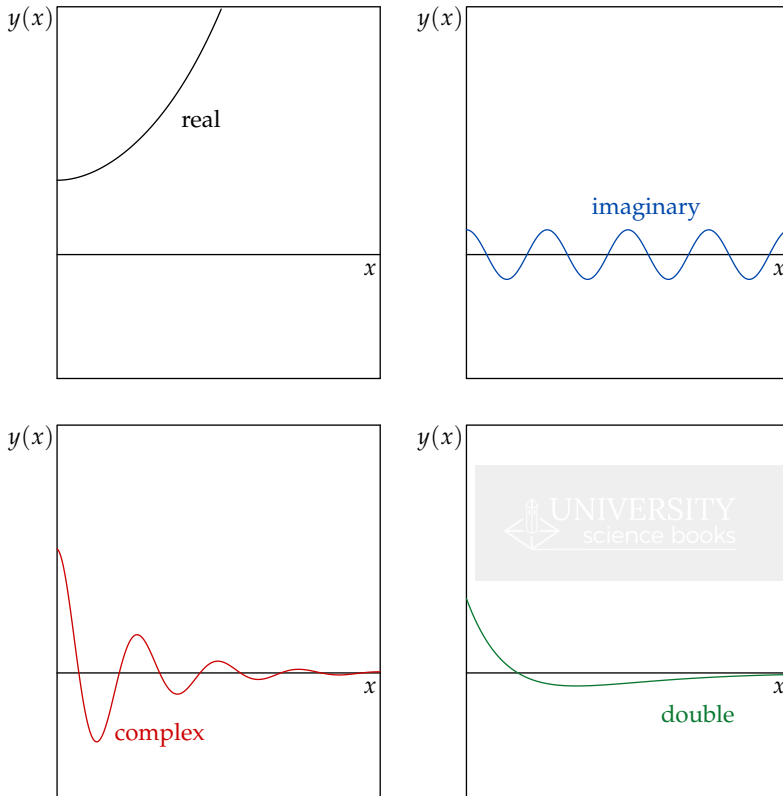 y(x)
real
x
y(x)
imaginary
x
y(x)
complex
x
y(x)
UNIVERSITY
science books
x
double